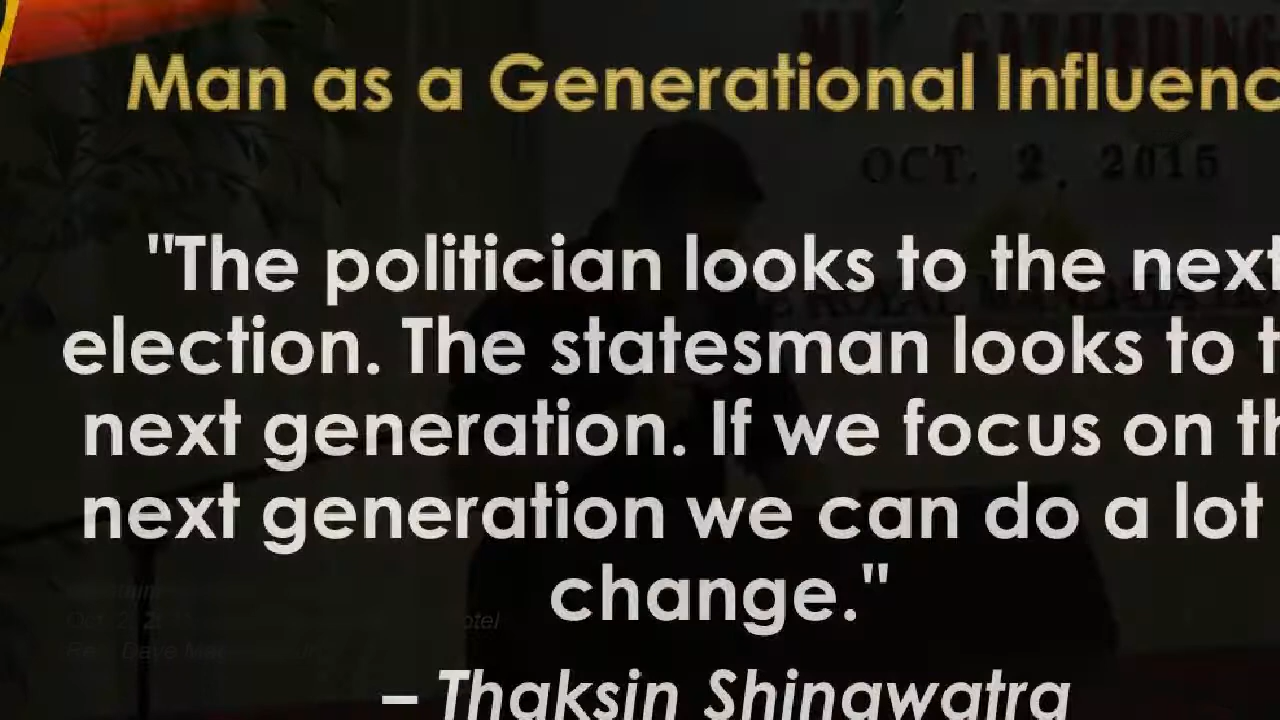 Man as a Generational Influenc
OCT. 2, 2015
"The politician looks to the next
election. The statesman looks to t
next generation. If we focus on th
next generation we can do a lot
change."
– Thaksin Shinawatra